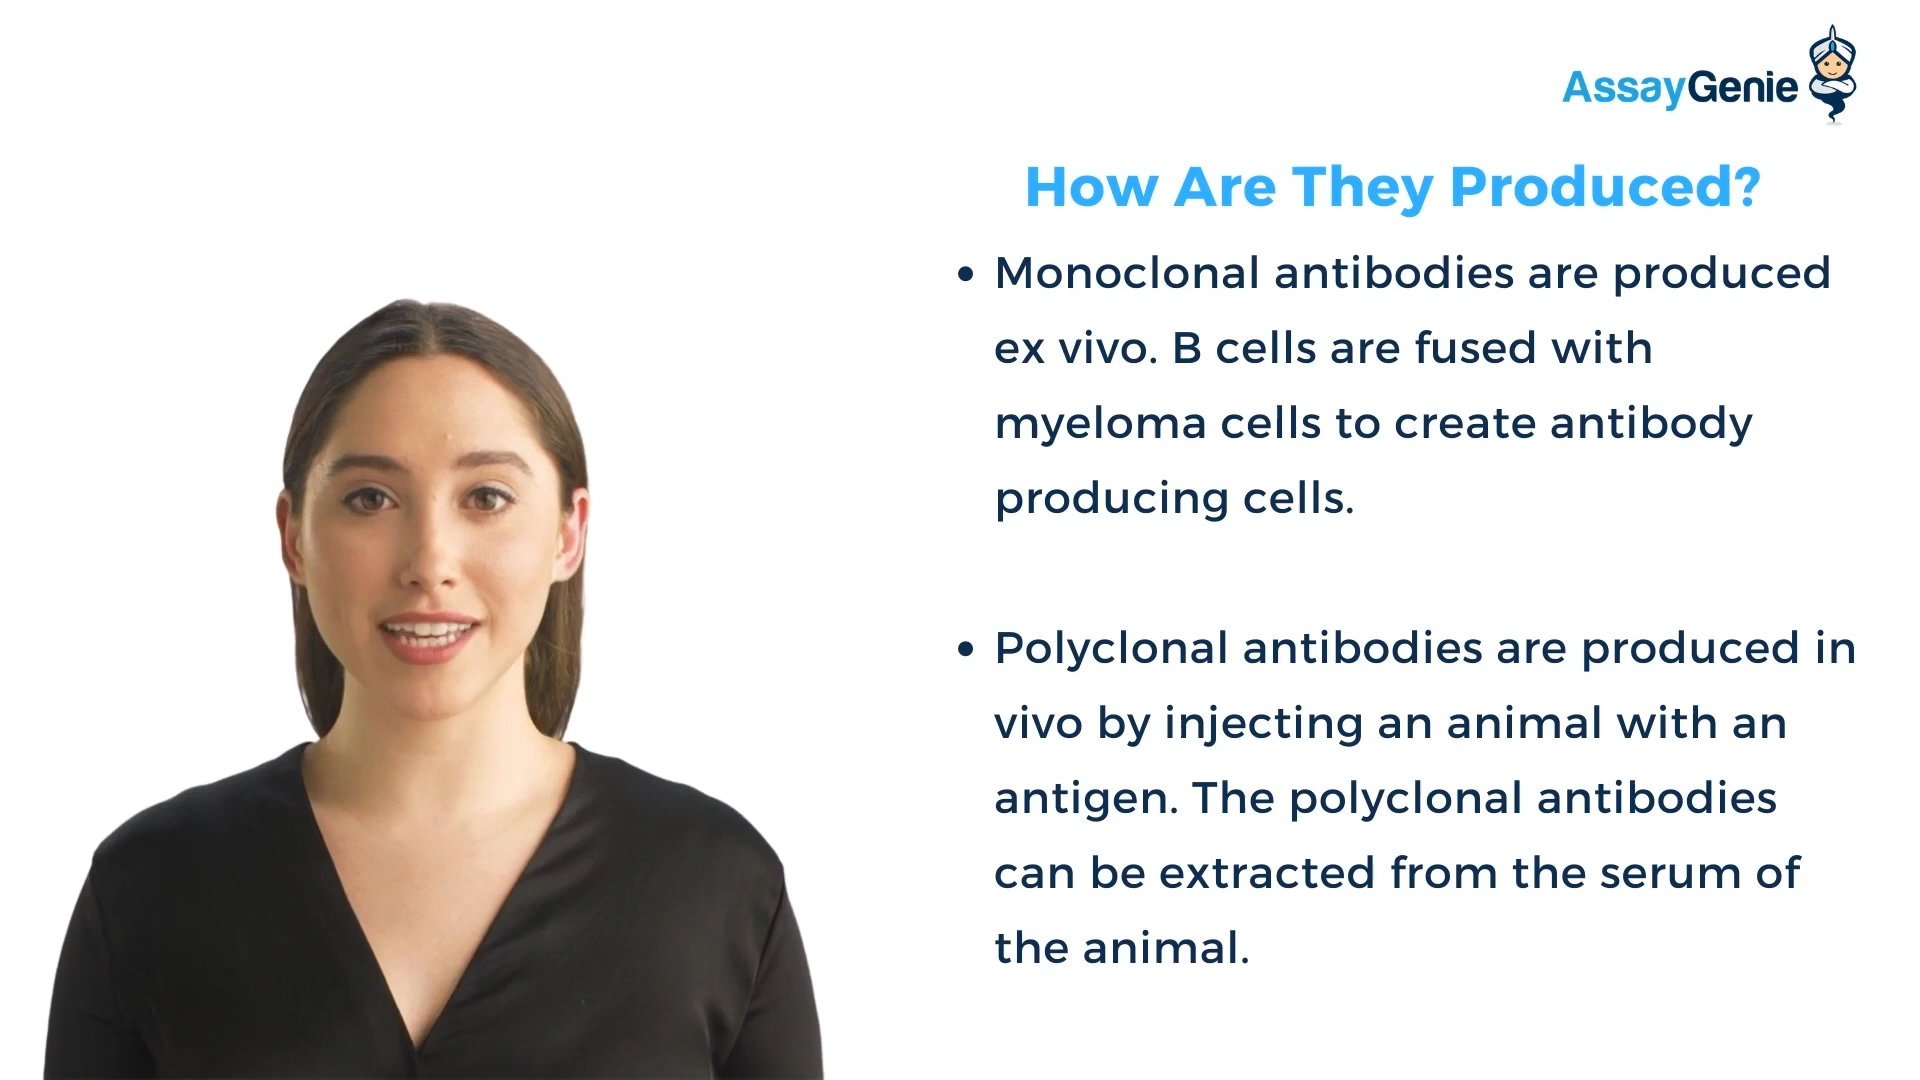 AssayGenie
How Are They Produced?
• Monoclonal antibodies are produced
ex vivo. B cells are fused with
myeloma cells to create antibody
producing cells.
• Polyclonal antibodies are produced in
vivo by injecting an animal with an
antigen. The polyclonal antibodies
can be extracted from the serum of
the animal.